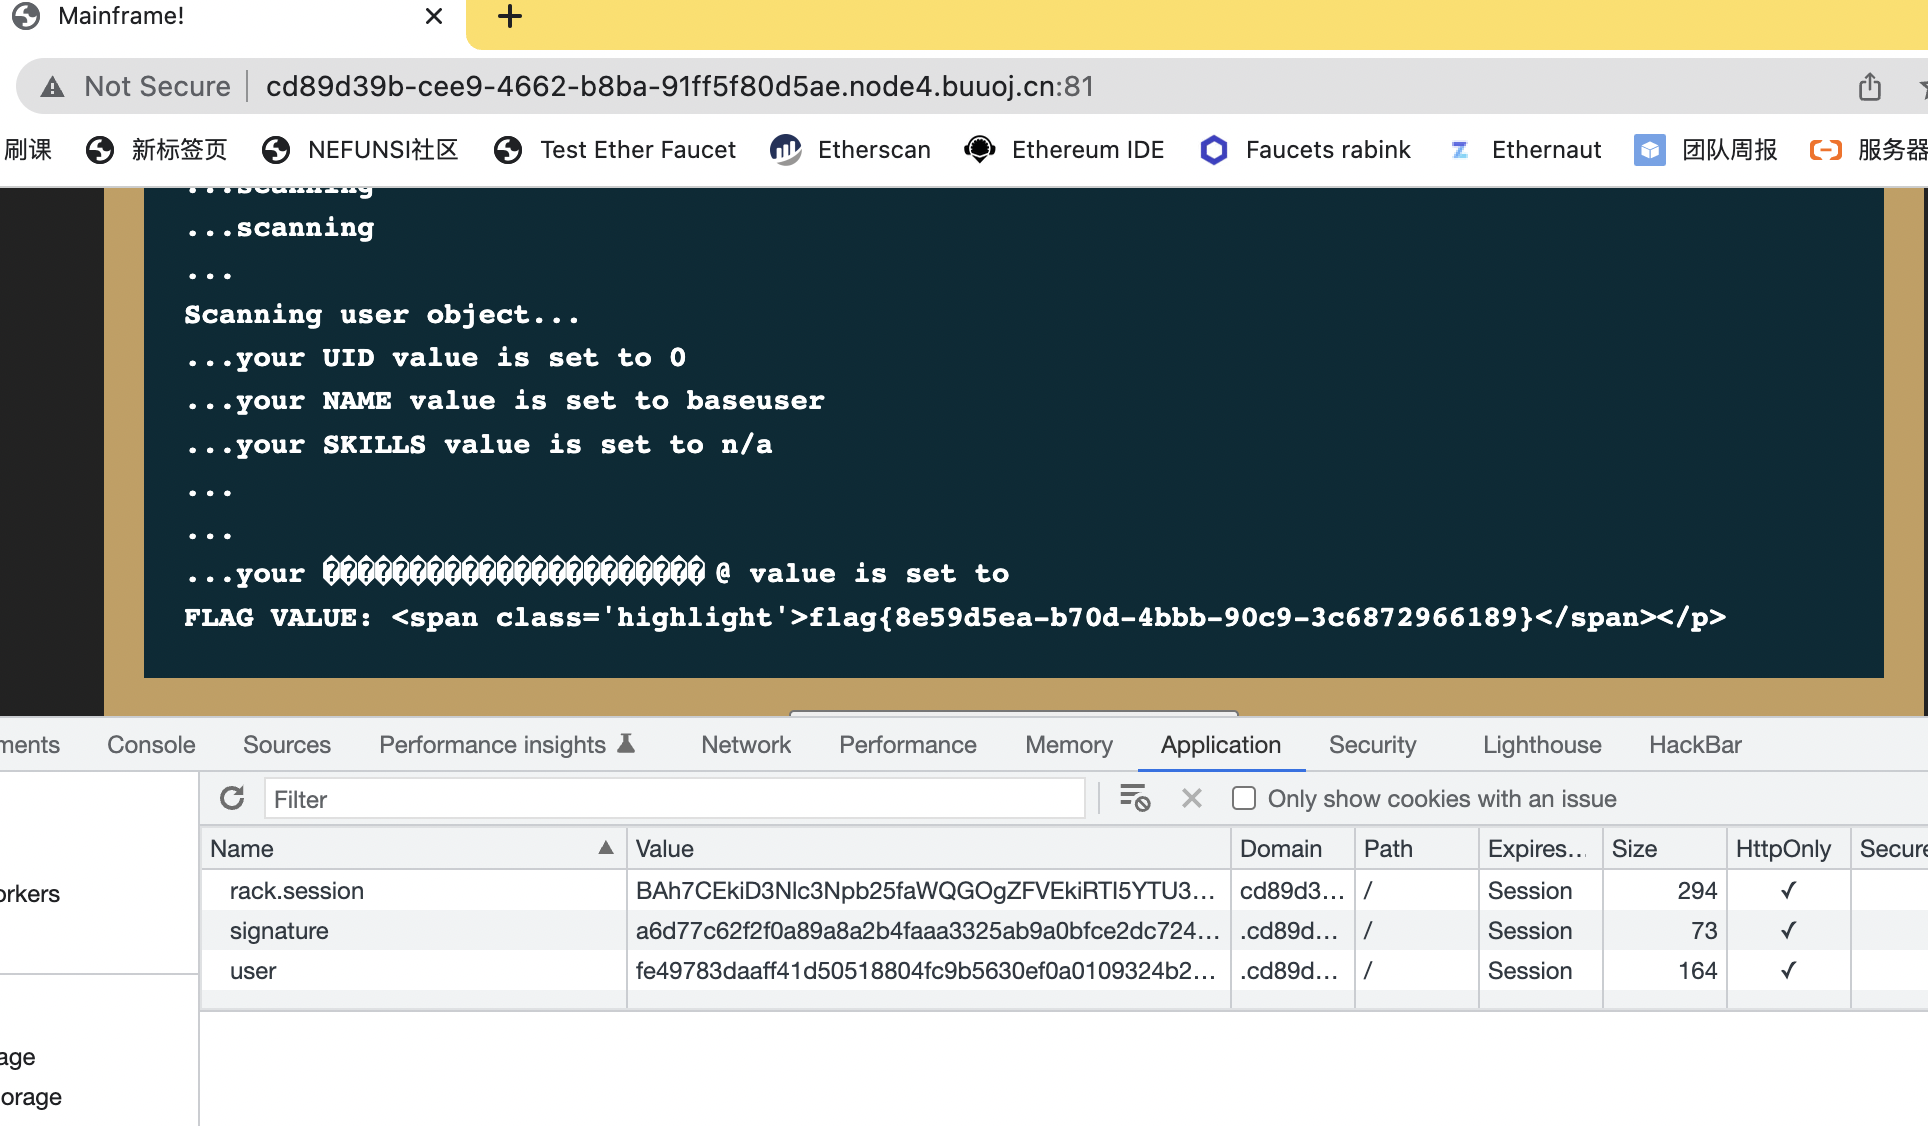 Mainframe!
Not Secure cd89d39b-cee9-4662-b8ba-91ff5f80d5ae.node4.buuoj.cn:81
刷课 新标签页 NEFUNSI社区 Test Ether Faucet Etherscan Ethereum IDE Faucets rabink Ethernaut 团队周报 服务器
...scanning
...scanning
...
Scanning user object...
...your UID value is set to 0
...your NAME value is set to baseuser
...your SKILLS value is set to n/a
...
...
...your ����������������������@ value is set to
FLAG VALUE: <span class='highlight'>flag{8e59d5ea-b70d-4bbb-90c9-3c6872966189}</span></p>
ments Console Sources Performance insights Network Performance Memory Application Security Lighthouse HackBar
Filter Only show cookies with an issue
Name Value Domain Path Expires... Size HttpOnly Secure
orkers
rack.session BAh7CEkiD3Nlc3Npb25faWQGOgZFVEkiRTI5YTU3... cd89d3... / Session 294 ✓
signature a6d77c62f2f0a89a8a2b4faaa3325ab9a0bfce2dc724... .cd89d... / Session 73 ✓
user fe49783daaff41d50518804fc9b5630ef0a0109324b2... .cd89d... / Session 164 ✓
age
orage